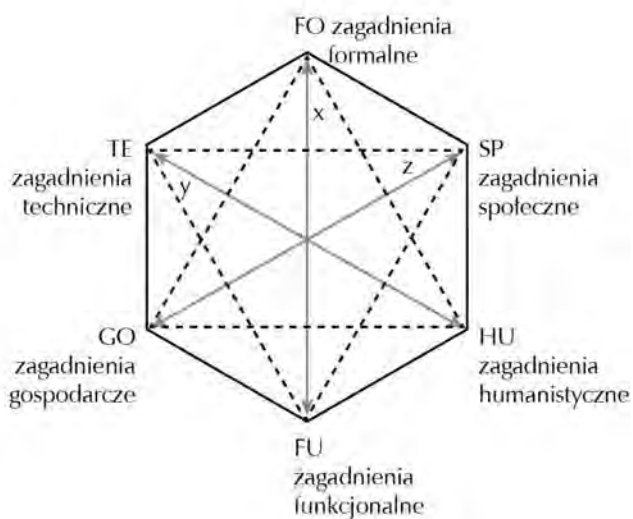 FO zagadnienia
formalne
x
TE
zagadnienia
techniczne
y
z
SP
zagadnienia
społeczne
GO
zagadnienia
gospodarcze
HU
zagadnienia
humanistyczne
FU
zagadnienia
funkcjonalne